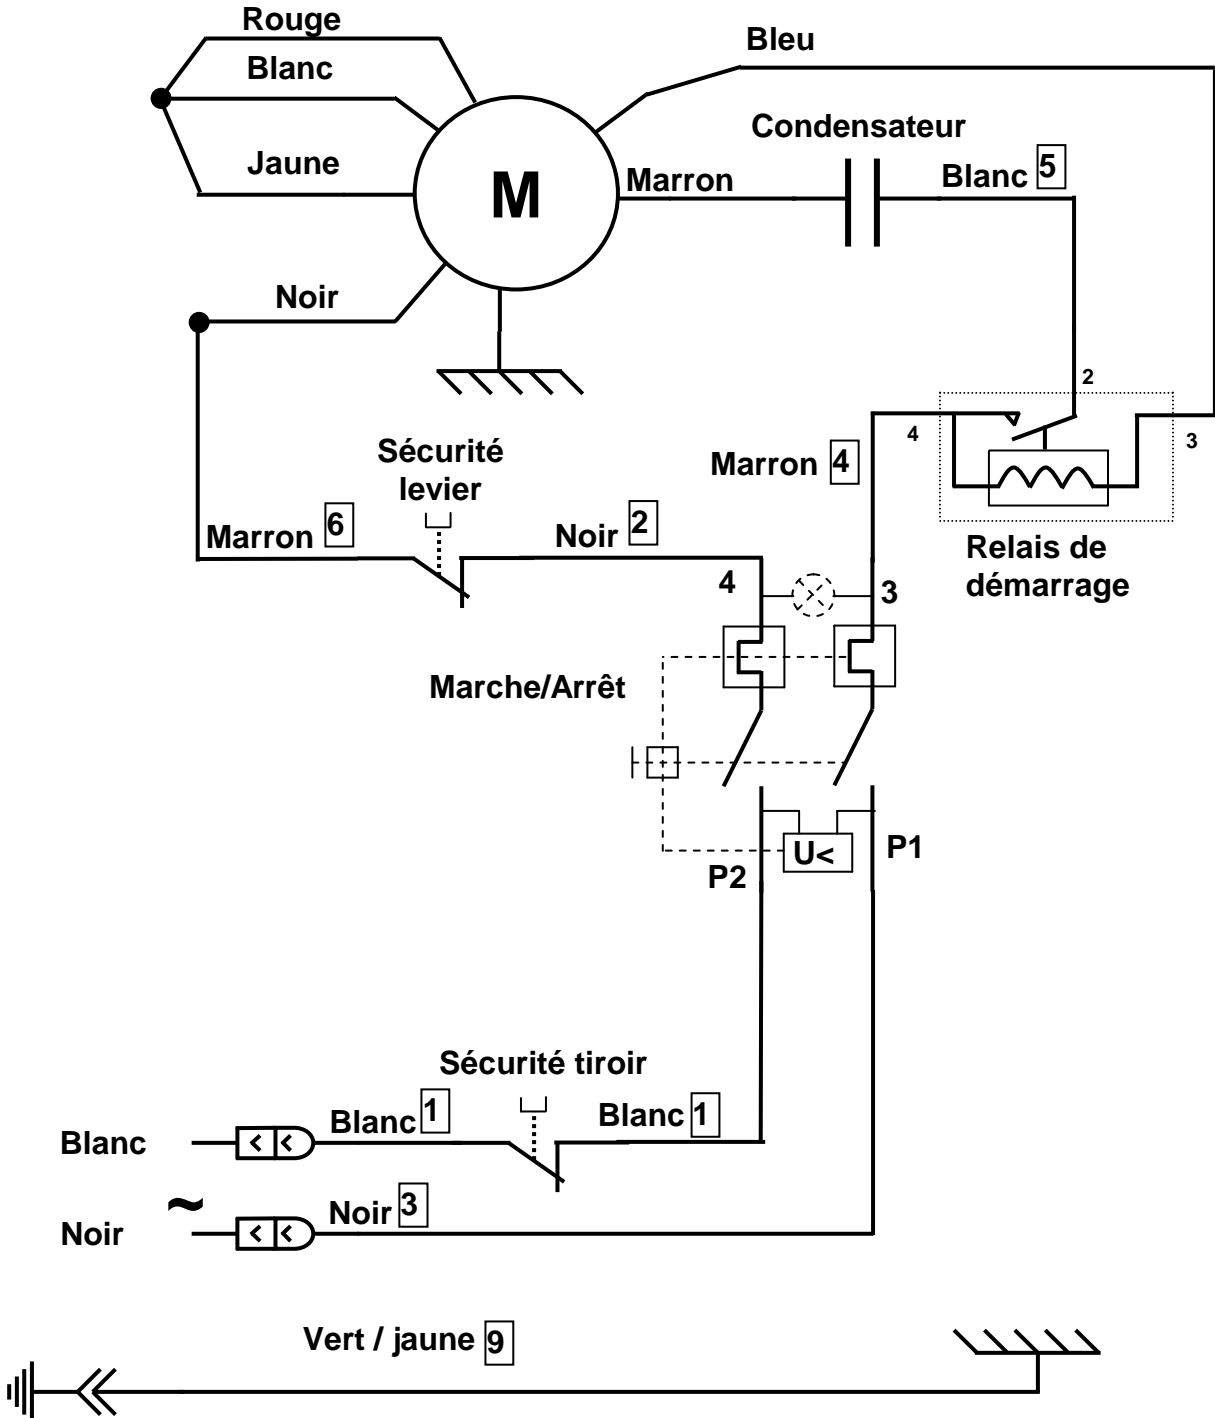 Rouge
Bleu
Blanc
Condensateur
Jaune
M
Marron
Blanc 5
Noir
2
4
3
Sécurité
levier
Marron 4
Marron 6
Noir 2
Relais de
démarrage
4
3
Marche/Arrêt
U<
P1
P2
Sécurité tiroir
Blanc
Blanc 1
Blanc 1
~
Noir
Noir 3
Vert / jaune 9